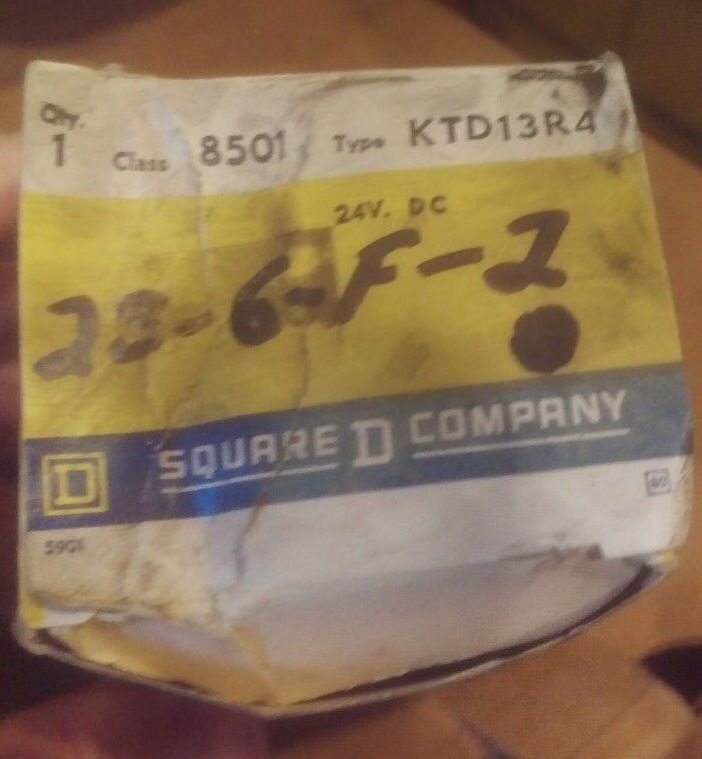 Qty.
1 Class 8501 Type KTD13R4
24V. DC
28-6-F-2
D SQUARE D COMPANY
5901